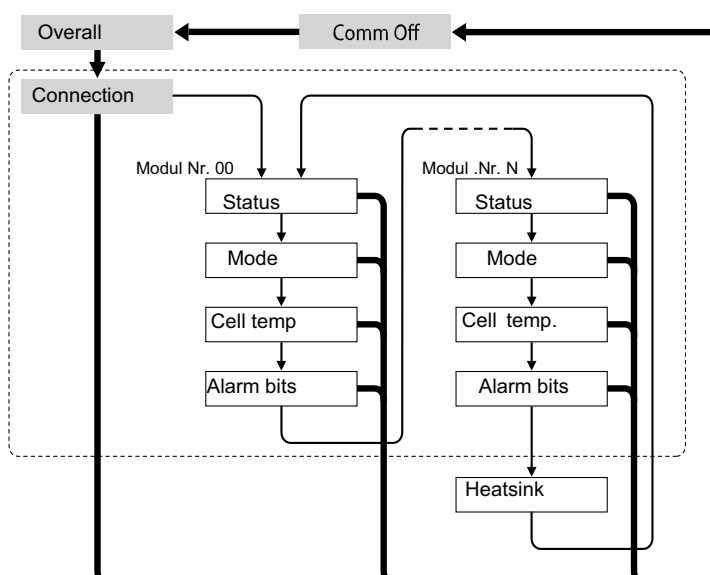 Overall
Comm Off
Connection
Modul Nr. 00
Modul .Nr. N
Status
Status
Mode
Mode
Cell temp
Cell temp.
Alarm bits
Alarm bits
Heatsink